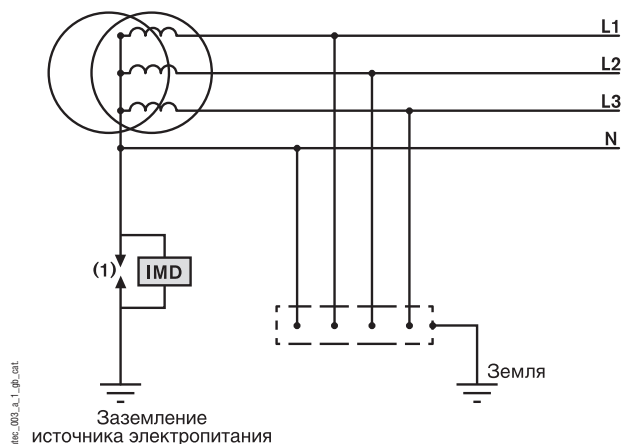 L1
L2
L3
N
(1)
IMD
Земля
Заземление
источника электропитания